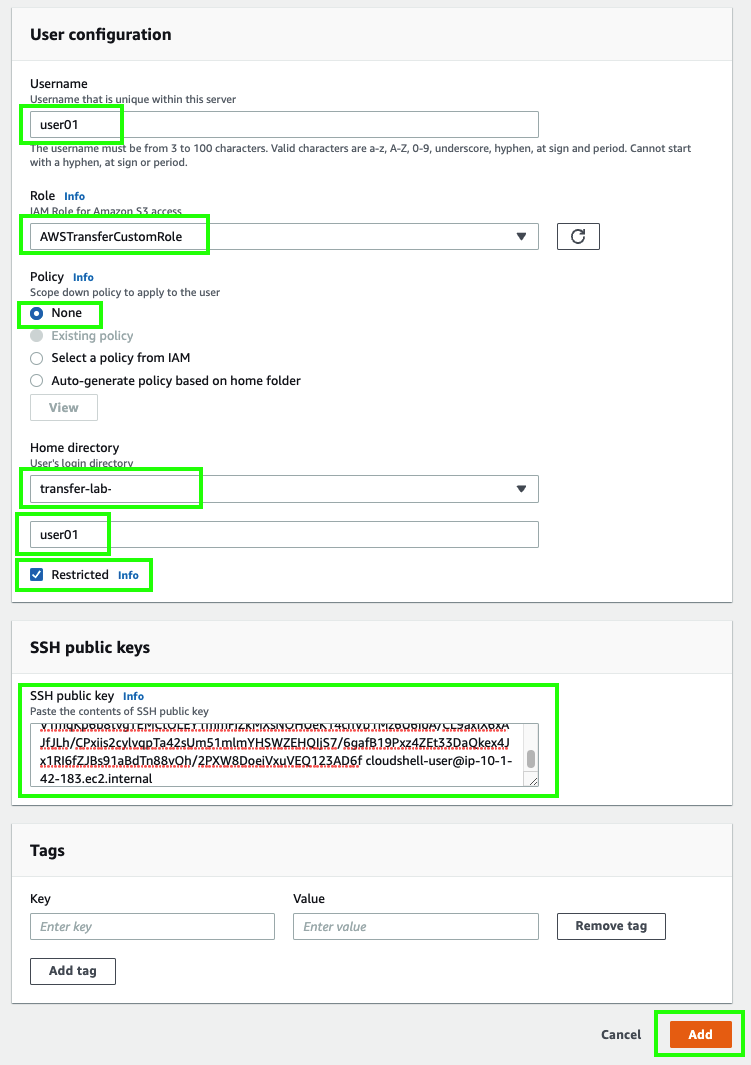 User configuration
Username
Username that is unique within this server
user01
The username must be from 3 to 100 characters. Valid characters are a-z, A-Z, 0-9, underscore, hyphen, at sign and period. Cannot start
with a hyphen, at sign or period.
Role Info
IAM Role for Amazon S3 access
AWSTransferCustomRole
Policy Info
Scope down policy to apply to the user
None
Existing policy
Select a policy from IAM
Auto-generate policy based on home folder
View
Home directory
User's login directory
transfer-lab-
user01
Restricted Info
SSH public keys
SSH public key Info
Paste the contents of SSH public key
JfJLh/CPxiis2cylvqpTa42sUm51mlmYHSWZEHQIjS7/6gafB19Pxz4ZEt33DaQkex4J
x1RI6fZJBs91aBdTn88vOh/2PXW8DoeiVxuVEQ123AD6f cloudshell-user@ip-10-1-
42-183.ec2.internal
Tags
Key Value
Enter key Enter value Remove tag
Add tag
Cancel Add